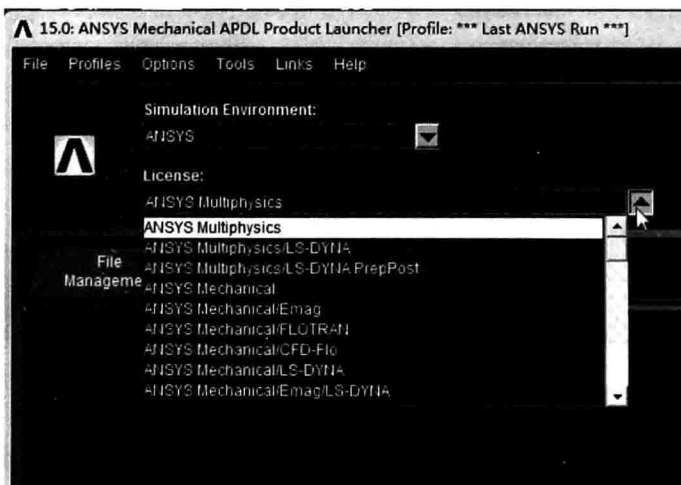 15.0: ANSYS Mechanical APDL Product Launcher [Profile: *** Last ANSYS Run ***]
File Profiles Options Tools Links Help
Simulation Environment:
ANSYS
License:
ANSYS Multiphysics
ANSYS Multiphysics
ANSYS Multiphysics/LS-DYNA
ANSYS Multiphysics/LS-DYNA PrepPost
File
Manageme
ANSYS Mechanical
ANSYS Mechanical/Emag
ANSYS Mechanical/FLOTRAN
ANSYS Mechanical/CFD-Flo
ANSYS Mechanical/LS-DYNA
ANSYS Mechanical/Emag/LS-DYNA